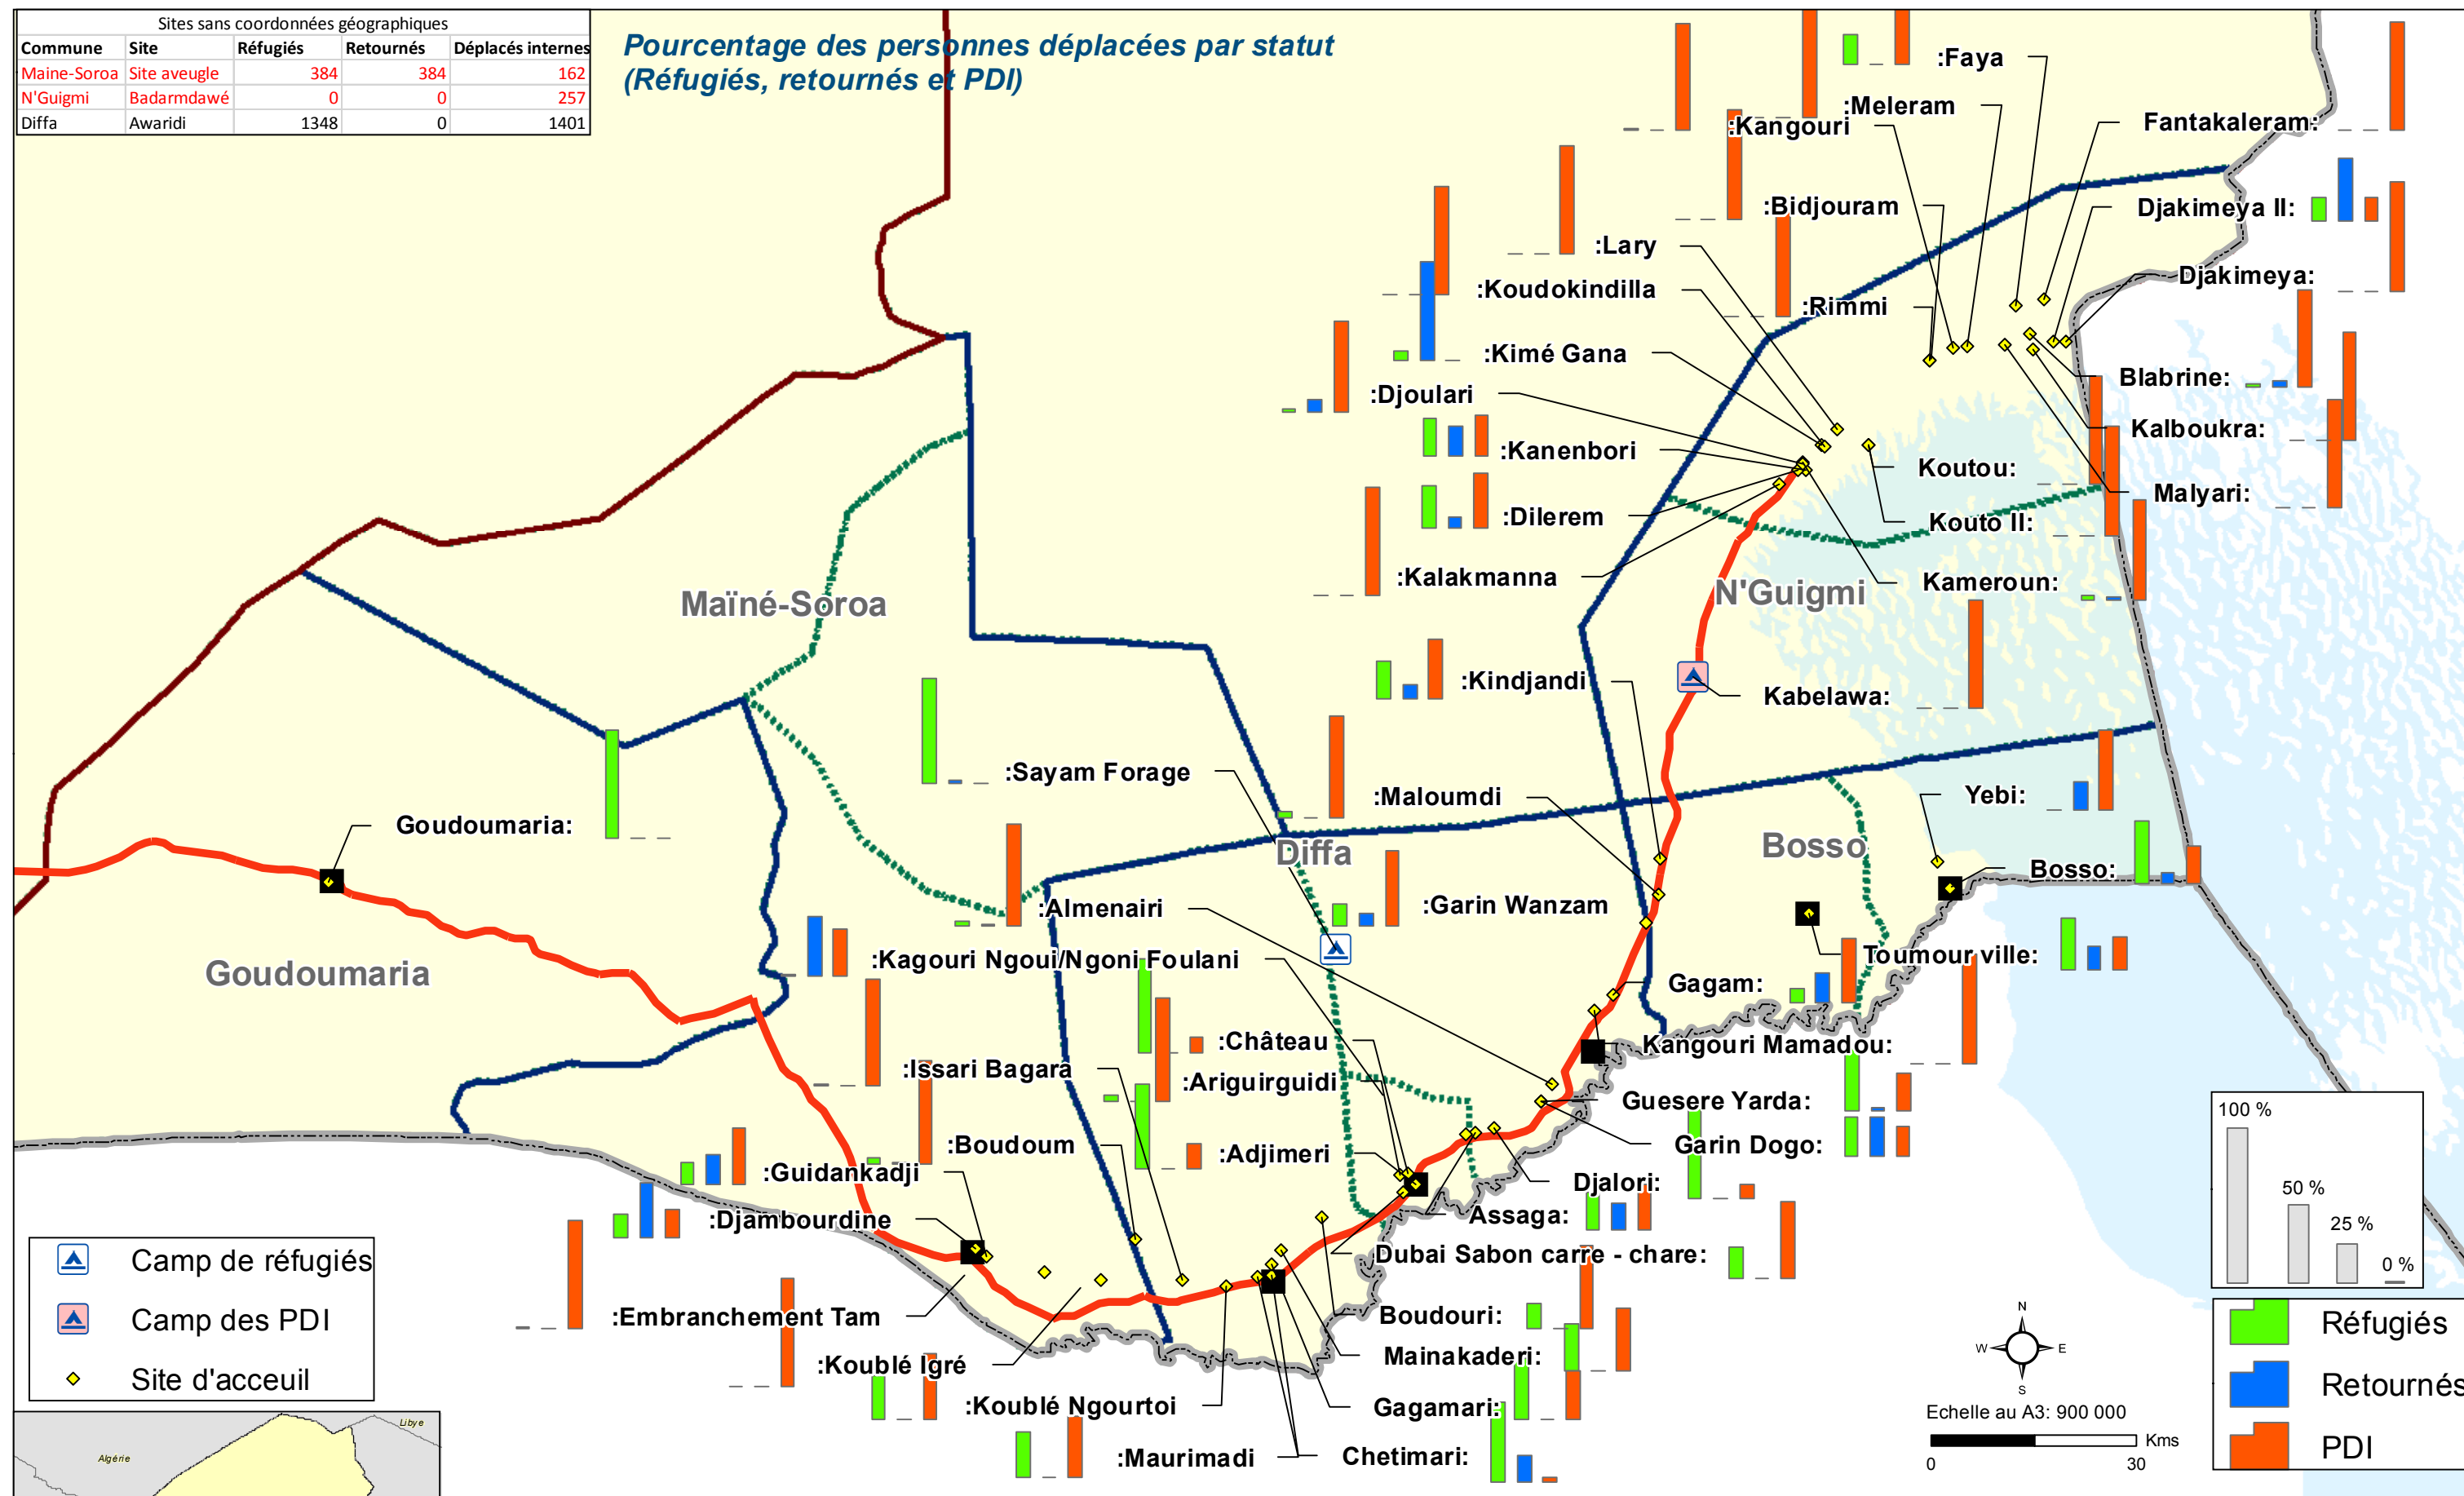 Sites sans coordonnées géographiques
Commune Site Réfugiés Retournés Déplacés internes
Maine-Soroa Site aveugle 384 384 162
N'Guigmi Badarmdawé 0 0 257
Diffa Awaridi 1348 0 1401
Pourcentage des personnes déplacées par statut
(Réfugiés, retournés et PDI)
:Faya
:Meleram
:Kangouri
Fantakaleram:
:Bidjouram
Djakimeya II:
:Lary
Djakimeya:
:Koudokindilla
:Rimmi
:Kimé Gana
Blabrine:
:Djoulari
Kalboukra:
:Kanenbori
Koutou:
Malyari:
:Dilerem
Kouto II:
:Kalakmanna
Kameroun:
Maïné-Soroa
N'Guigmi
:Kindjandi
Kabelawa:
:Sayam Forage
:Maloumdi
Yebi:
Goudoumaria:
Diffa
Bosso
Bosso:
:Almenairi
:Garin Wanzam
:Kagouri Ngoui/Ngoni Foulani
Toumour ville:
Goudoumaria
Gagam:
:Château
Kangouri Mamadou:
:Issari Bagara
:Ariguirguidi
Guesere Yarda:
:Boudoum
:Adjimeri
Garin Dogo:
:Guidankadji
Djalori:
:Djambourdine
Assaga:
Dubai Sabon carre - chare:
:Embranchement Tam
Boudouri:
:Koublé Igré
Mainakaderi:
:Koublé Ngourtoi
Gagamari:
:Maurimadi
Chetimari:
100 %
50 %
25 %
0 %
Camp de réfugiés
Camp des PDI
Site d'acceuil
N
W
E
S
Echelle au A3: 900 000
Kms
0 30
Réfugiés
Retournés
PDI
Libye
Algérie